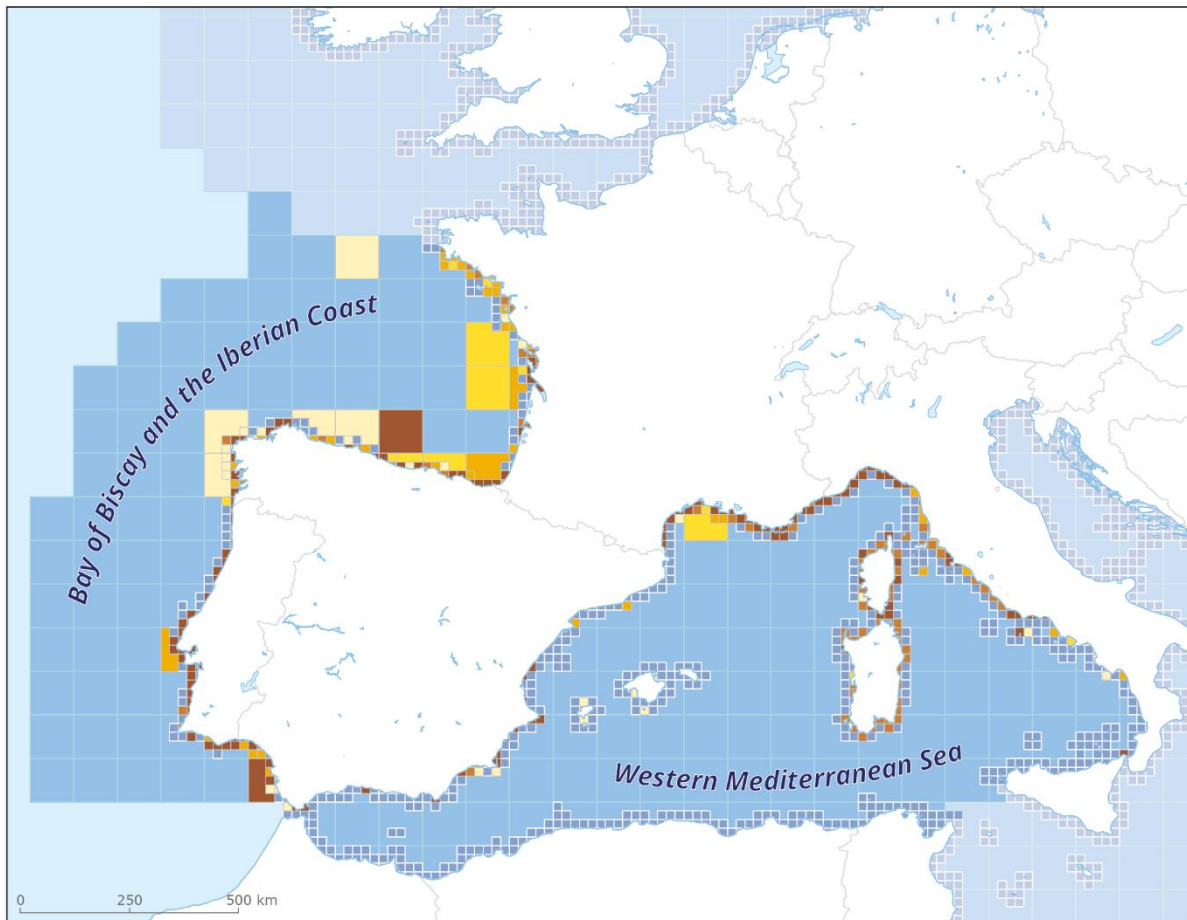 Bay of Biscay and the Iberian Coast
Western Mediterranean Sea
0 250 500 km